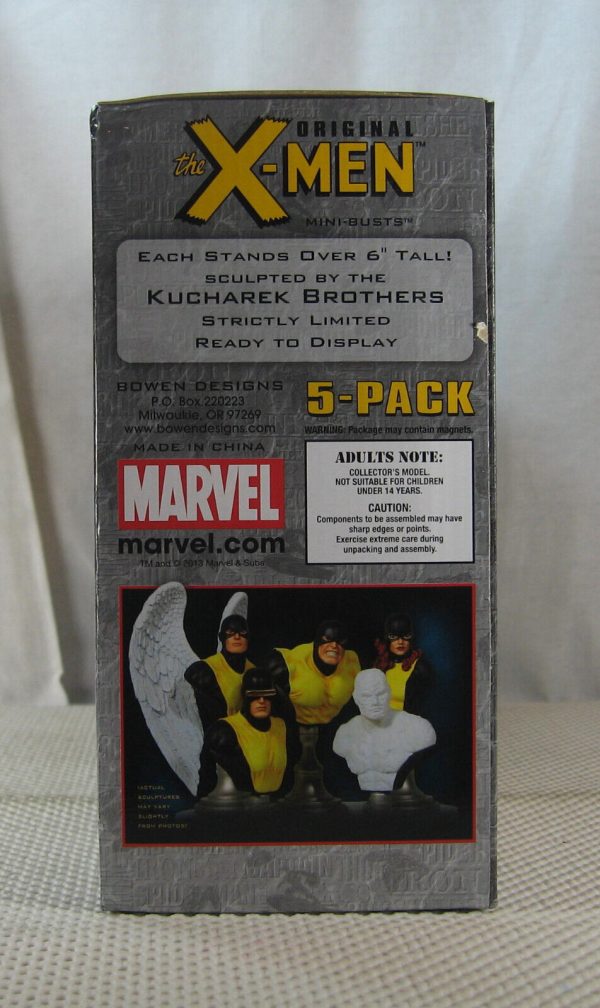 ORIGINAL
the X-MEN™
MINI-BUSTS™
EACH STANDS OVER 6" TALL!
SCULPTED BY THE
KUCHAREK BROTHERS
STRICTLY LIMITED
READY TO DISPLAY
BOWEN DESIGNS
P.O. Box 220223
Milwoukie, OR 97269
www.bowendesigns.com
MADE IN CHINA
5-PACK
WARNING: Package may contain magnets.
MARVEL
marvel.com
TM and © 2013 Marvel & Subs
ADULTS NOTE:
COLLECTOR'S MODEL.
NOT SUITABLE FOR CHILDREN
UNDER 14 YEARS.
CAUTION:
Components to be assembled may have
sharp edges or points.
Exercise extreme care during
unpacking and assembly.
!ACTUAL
SCULPTURES
MAY VARY
SLIGHTLY
FROM PHOTOS!